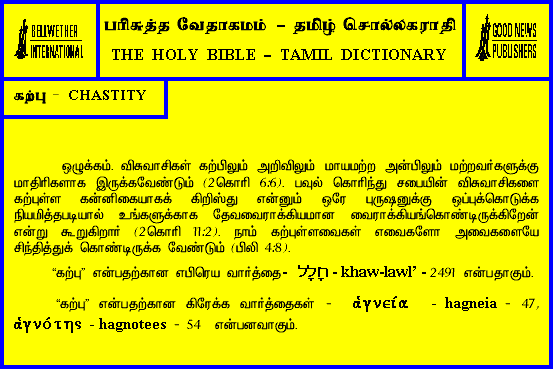 BELLWETHER
INTERNATIONAL
பரிசுத்த வேதாகமம் – தமிழ் சொல்லகராதி
THE HOLY BIBLE – TAMIL DICTIONARY
GOOD NEWS
PUBLISHERS
கற்பு - CHASTITY
ஒழுக்கம். விசுவாசிகள் கற்பிலும் அறிவிலும் மாயமற்ற அன்பிலும் மற்றவர்களுக்கு
மாதிரிகளாக இருக்கவேண்டும் (2கொரி 6:6). பவுல் கொரிந்து சபையின் விசுவாசிகளை
கற்புள்ள கன்னிகையாகக் கிறிஸ்து என்னும் ஒரே புருஷனுக்கு ஒப்புக்கொடுக்க
நியமித்தபடியால் உங்களுக்காக தேவவைராக்கியமான வைராக்கியங்கொண்டிருக்கிறேன்
என்று கூறுகிறார் (2கொரி 11:2). நாம் கற்புள்ளவைகள் எவைகளோ அவைகளையே
சிந்தித்துக் கொண்டிருக்க வேண்டும் (பிலி 4:8).
“கற்பு” என்பதற்கான எபிரெய வார்த்தை- חָלָל - khaw-lawl’ - 2491 என்பதாகும்.
“கற்பு” என்பதற்கான கிரேக்க வார்த்தைகள் - ἁγνεία - hagneia - 47,
ἁγνότης - hagnotees - 54 என்பனவாகும்.